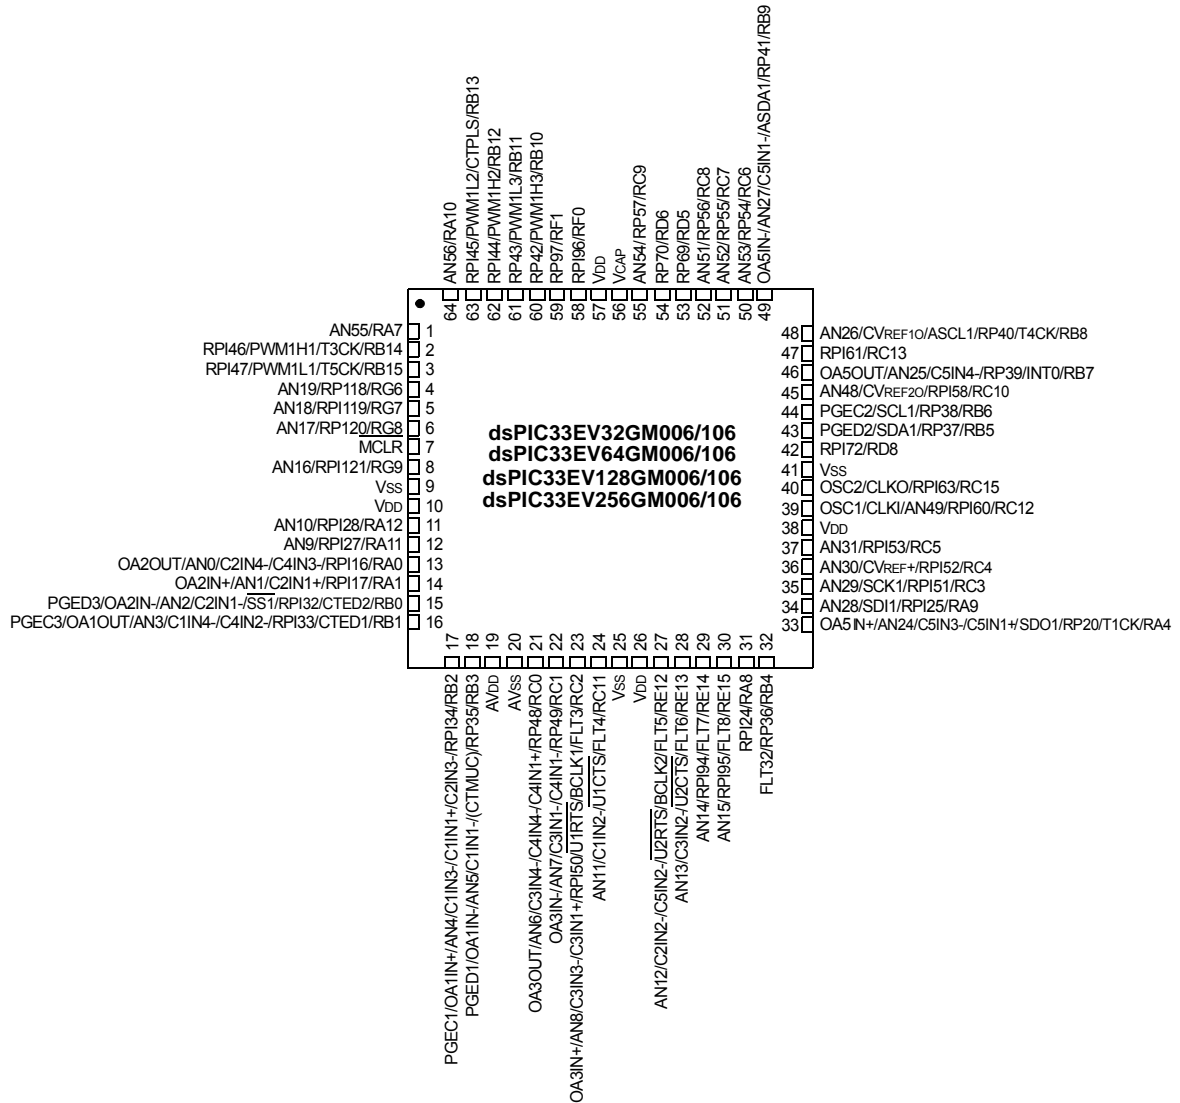 AN56/RA10
RPI45/PWM1L2/CTPLS/RB13
RPI44/PWM1H2/RB12
RP43/PWM1L3/RB11
RP42/PWM1H3/RB10
RP97/RF1
RPI96/RF0
VDD
VCAP
AN54/RP57/RC9
RP70/RD6
RP69/RD5
AN51/RP56/RC8
AN52/RP55/RC7
AN53/RP54/RC6
OA5IN-/AN27/C5IN1-/ASDA1/RP41/RB9
64 63 62 61 60 59 58 57 56 55 54 53 52 51 50 49
AN55/RA7 1
RPI46/PWM1H1/T3CK/RB14 2
RPI47/PWM1L1/T5CK/RB15 3
AN19/RP118/RG6 4
AN18/RPI119/RG7 5
AN17/RP120/RG8 6
MCLR 7
AN16/RPI121/RG9 8
VSS 9
VDD 10
AN10/RPI28/RA12 11
AN9/RPI27/RA11 12
OA2OUT/AN0/C2IN4-/C4IN3-/RPI16/RA0 13
OA2IN+/AN1/C2IN1+/RPI17/RA1 14
PGED3/OA2IN-/AN2/C2IN1-/SS1/RPI32/CTED2/RB0 15
PGEC3/OA1OUT/AN3/C1IN4-/C4IN2-/RPI33/CTED1/RB1 16
dsPIC33EV32GM006/106
dsPIC33EV64GM006/106
dsPIC33EV128GM006/106
dsPIC33EV256GM006/106
48 AN26/CVREF1O/ASCL1/RP40/T4CK/RB8
47 RPI61/RC13
46 OA5OUT/AN25/C5IN4-/RP39/INT0/RB7
45 AN48/CVREF2O/RPI58/RC10
44 PGEC2/SCL1/RP38/RB6
43 PGED2/SDA1/RP37/RB5
42 RPI72/RD8
41 VSS
40 OSC2/CLKO/RPI63/RC15
39 OSC1/CLKI/AN49/RPI60/RC12
38 VDD
37 AN31/RPI53/RC5
36 AN30/CVREF+/RPI52/RC4
35 AN29/SCK1/RPI51/RC3
34 AN28/SDI1/RPI25/RA9
33 OA5IN+/AN24/C5IN3-/C5IN1+/SDO1/RP20/T1CK/RA4
17 18 19 20 21 22 23 24 25 26 27 28 29 30 31 32
PGEC1/OA1IN+/AN4/C1IN3-/C1IN1+/C2IN3-/RPI34/RB2
PGED1/OA1IN-/AN5/C1IN1-/(CTMUC)/RP35/RB3
AVDD
AVSS
OA3OUT/AN6/C3IN4-/C4IN4-/C4IN1+/RP48/RC0
OA3IN-/AN7/C3IN1-/C4IN1-/RP49/RC1
OA3IN+/AN8/C3IN3-/C3IN1+/RPI50/U1RTS/BCLK1/FLT3/RC2
AN11/C1IN2-/U1CTS/FLT4/RC11
VSS
VDD
AN12/C2IN2-/C5IN2-/U2RTS/BCLK2/FLT5/RE12
AN13/C3IN2-/U2CTS/FLT6/RE13
AN14/RPI94/FLT7/RE14
AN15/RPI95/FLT8/RE15
RPI24/RA8
FLT32/RP36/RB4